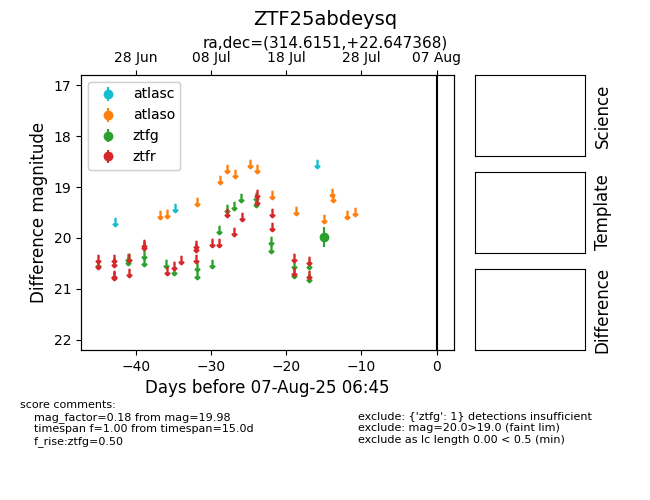 ZTF25abdeysq
ra,dec=(314.6151,+22.647368)
28 Jun 08 Jul 18 Jul 28 Jul 07 Aug
atlasc
atlaso
ztfg
ztfr
17
18
19
20
21
22
Difference magnitude
−40 −30 −20 −10 0
Days before 07-Aug-25 06:45
Science
Template
Difference
score comments:
mag_factor=0.18 from mag=19.98
timespan f=1.00 from timespan=15.0d
f_rise:ztfg=0.50
exclude: {'ztfg': 1} detections insufficient
exclude: mag=20.0>19.0 (faint lim)
exclude as lc length 0.00 < 0.5 (min)